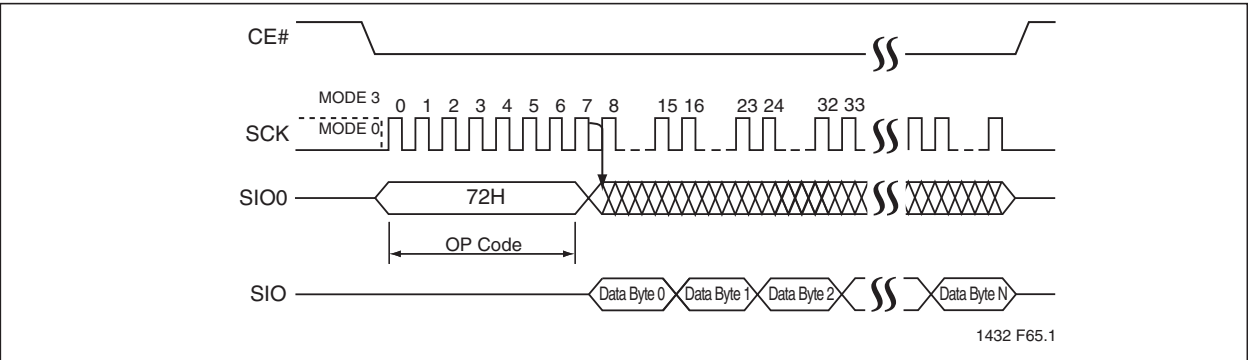 CE#
MODE 3
0 1 2 3 4 5 6 7 8 15 16 23 24 32 33
SCK
MODE 0
SIO0
72H
OP Code
SIO
Data Byte 0 Data Byte 1 Data Byte 2 Data Byte N
1432 F65.1